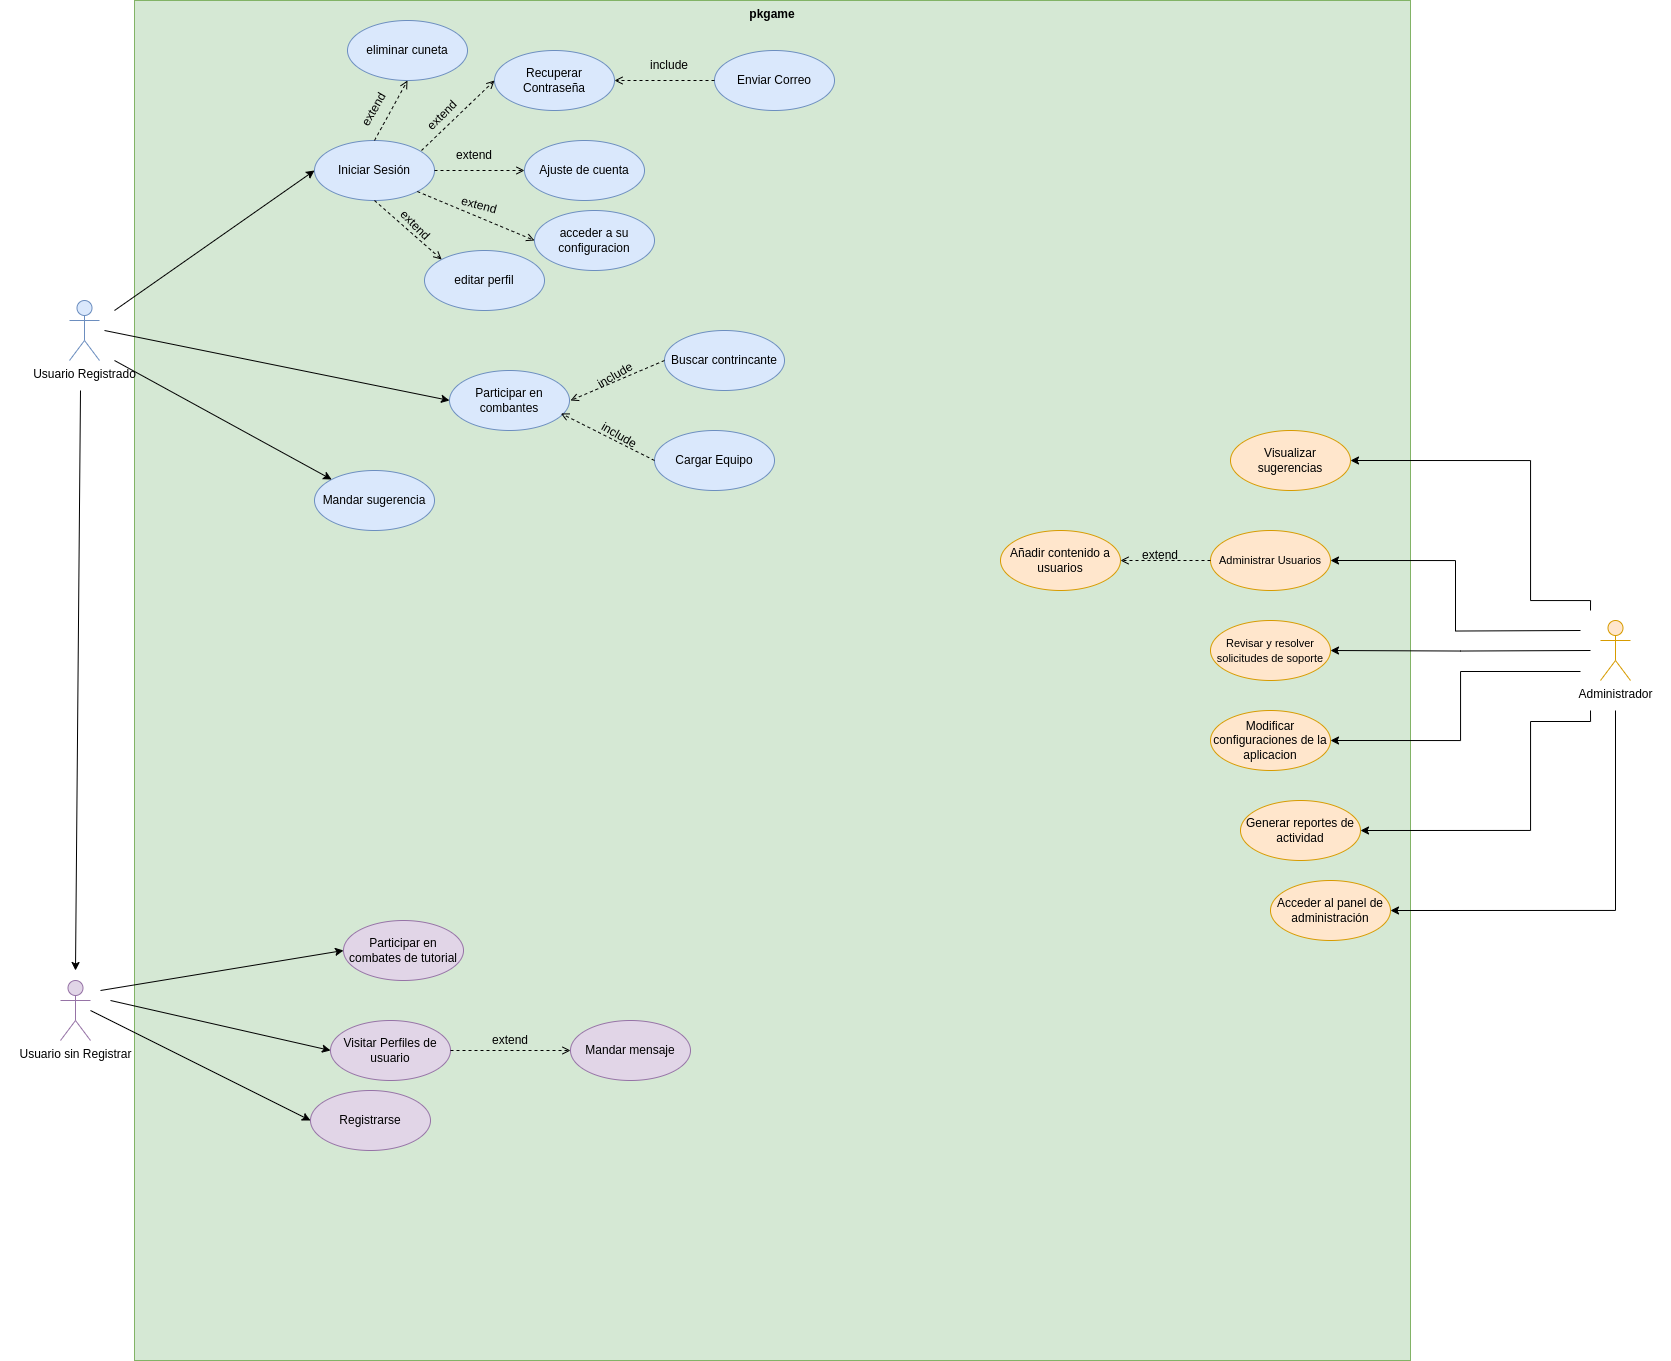 pkgame
eliminar cuneta
extend
Recuperar
Contraseña
include
Enviar Correo
extend
Iniciar Sesión
extend
Ajuste de cuenta
extend
acceder a su
configuracion
extend
editar perfil
Usuario Registrado
Participar en
combantes
include
Buscar contrincante
include
Cargar Equipo
Mandar sugerencia
Visualizar
sugerencias
Añadir contenido a
usuarios
extend
Administrar Usuarios
Revisar y resolver
solicitudes de soporte
Administrador
Modificar
configuraciones de la
aplicacion
Generar reportes de
actividad
Acceder al panel de
administración
Participar en
combates de tutorial
Usuario sin Registrar
Visitar Perfiles de
usuario
extend
Mandar mensaje
Registrarse